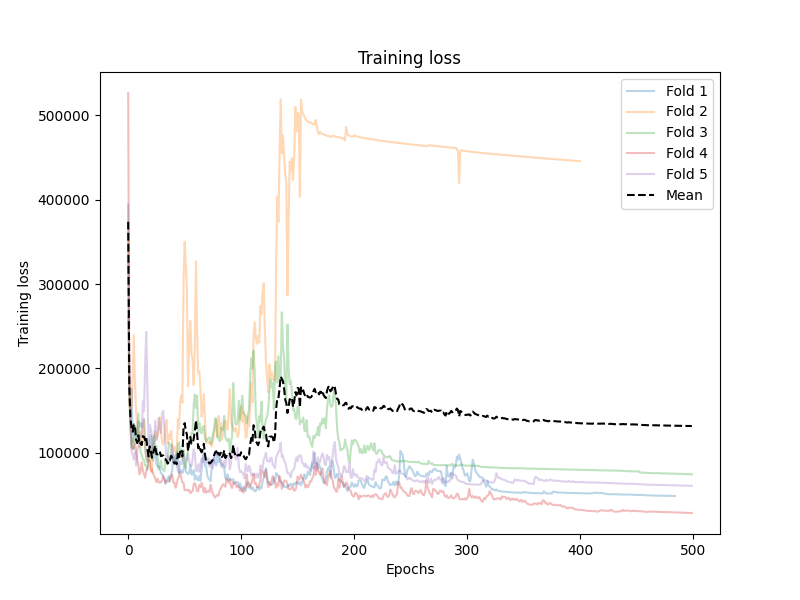 Training loss
Training loss
500000
400000
300000
200000
100000
0
100
200
300
400
500
Epochs
Fold 1
Fold 2
Fold 3
Fold 4
Fold 5
Mean